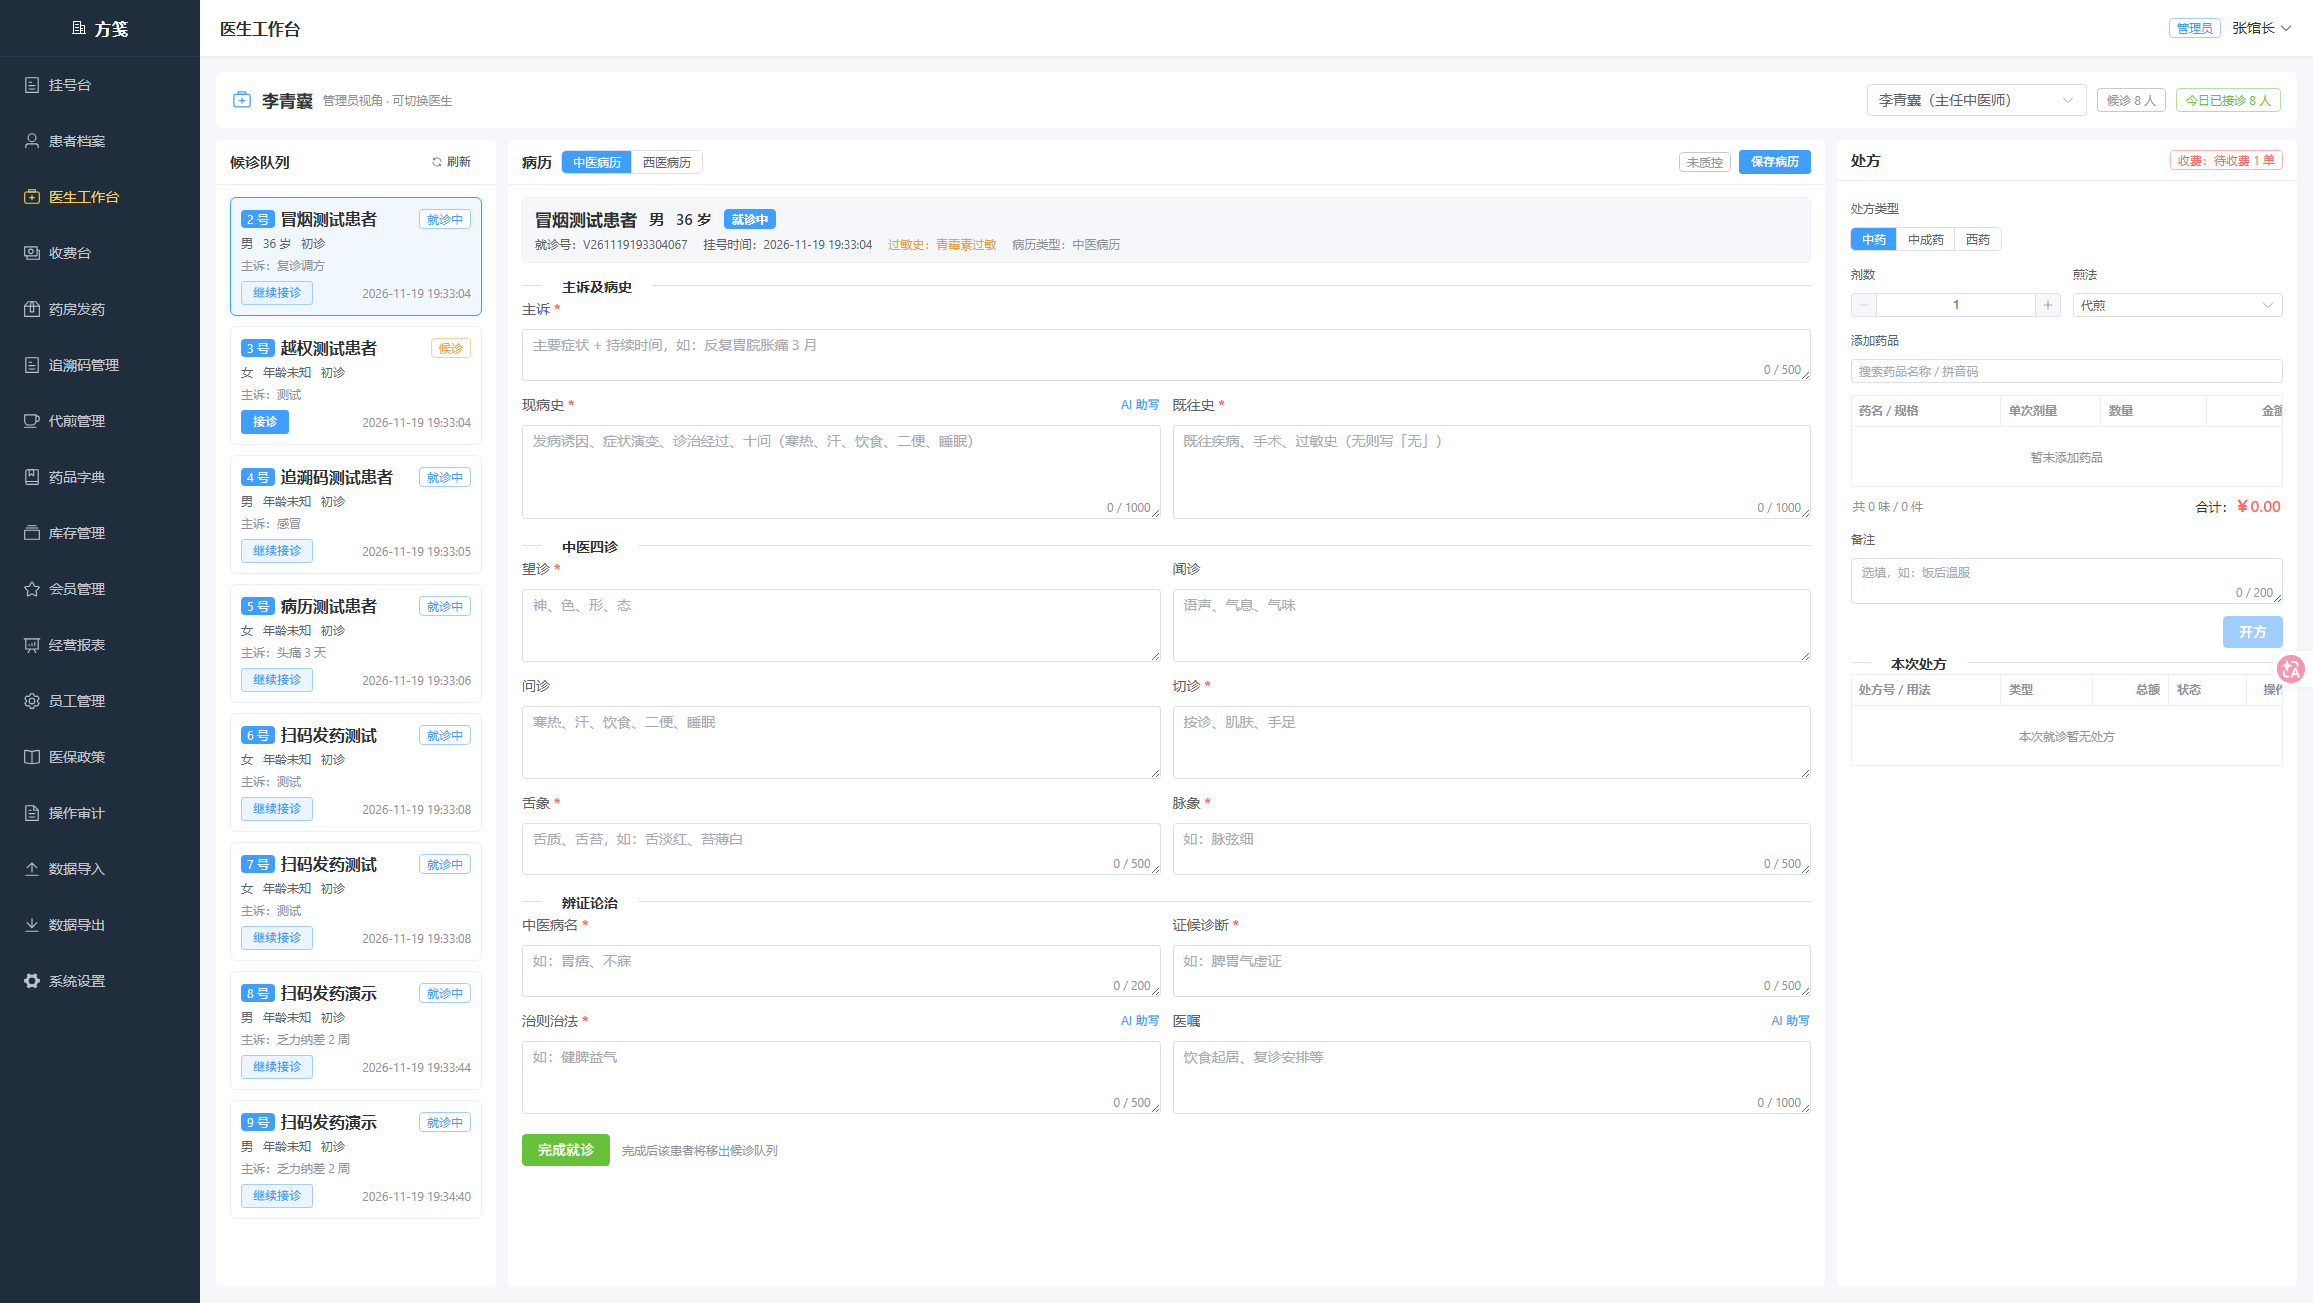 方笺
挂号台
患者档案
医生工作台
收费台
药房发药
追溯码管理
代煎管理
药品字典
库存管理
会员管理
经营报表
员工管理
医保政策
操作审计
数据导入
数据导出
系统设置
医生工作台
管理员 张馆长
李青囊 管理员视角 · 可切换医生
李青囊（主任中医师） 候诊 8 人 今日已接诊 8 人
候诊队列 刷新
2 号 冒烟测试患者 就诊中
男 36 岁 初诊
主诉：复诊调方
继续接诊 2026-11-19 19:33:04
3 号 越权测试患者 候诊
女 年龄未知 初诊
主诉：测试
接诊 2026-11-19 19:33:04
4 号 追溯码测试患者 就诊中
男 年龄未知 初诊
主诉：感冒
继续接诊 2026-11-19 19:33:05
5 号 病历测试患者 就诊中
女 年龄未知 初诊
主诉：头痛 3 天
继续接诊 2026-11-19 19:33:06
6 号 扫码发药测试 就诊中
女 年龄未知 初诊
主诉：测试
继续接诊 2026-11-19 19:33:08
7 号 扫码发药测试 就诊中
女 年龄未知 初诊
主诉：测试
继续接诊 2026-11-19 19:33:08
8 号 扫码发药演示 就诊中
男 年龄未知 初诊
主诉：乏力纳差 2 周
继续接诊 2026-11-19 19:33:44
9 号 扫码发药演示 就诊中
男 年龄未知 初诊
主诉：乏力纳差 2 周
继续接诊 2026-11-19 19:34:40
病历 中医病历 西医病历 未质控 保存病历
冒烟测试患者 男 36 岁 就诊中
就诊号：V261119193304067 挂号时间：2026-11-19 19:33:04 过敏史：青霉素过敏 病历类型：中医病历
主诉及病史
主诉 *
主要症状 + 持续时间，如：反复胃脘胀痛 3 月
0 / 500
现病史 * AI 助写 既往史 *
发病诱因、症状演变、诊治经过、十问（寒热、汗、饮食、二便、睡眠） 既往疾病、手术、过敏史（无则写「无」）
0 / 1000 0 / 1000
中医四诊
望诊 * 闻诊
神、色、形、态 语声、气息、气味
问诊 切诊 *
寒热、汗、饮食、二便、睡眠 按诊、肌肤、手足
舌象 * 脉象 *
舌质、舌苔，如：舌淡红、苔薄白 如：脉弦细
0 / 500 0 / 500
辨证论治
中医病名 * 证候诊断 *
如：胃痞、不寐 如：脾胃气虚证
0 / 200 0 / 500
治则治法 * AI 助写 医嘱 AI 助写
如：健脾益气 饮食起居、复诊安排等
0 / 500 0 / 1000
完成就诊 完成后该患者将移出候诊队列
处方 收费：待收费 1 单
处方类型
中药 中成药 西药
剂数 煎法
1 代煎
添加药品
搜索药品名称 / 拼音码
药名 / 规格 单次剂量 数量 金额
暂未添加药品
共 0 味 / 0 件 合计：￥0.00
备注
选填，如：饭后温服
0 / 200
开方
本次处方
处方号 / 用法 类型 总额 状态 操作
本次就诊暂无处方